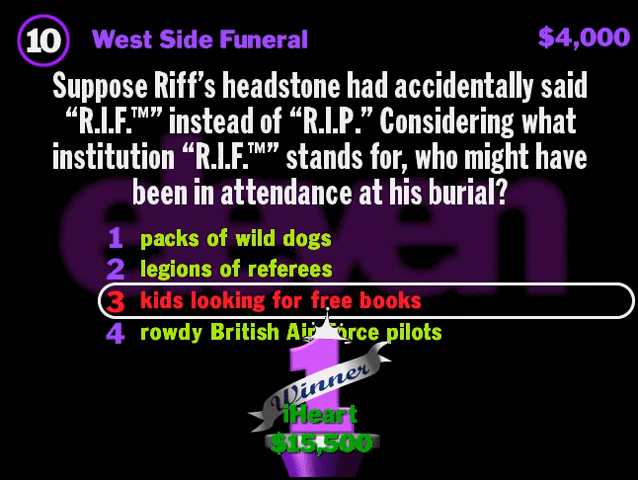 10 West Side Funeral $4,000
Suppose Riff's headstone had accidentally said
"R.I.F.™" instead of "R.I.P." Considering what
institution "R.I.F.™" stands for, who might have
been in attendance at his burial?
eleven
1 packs of wild dogs
2 legions of referees
3 kids looking for free books
4 rowdy British Air Force pilots
1
Winner
iHeart
$15,500